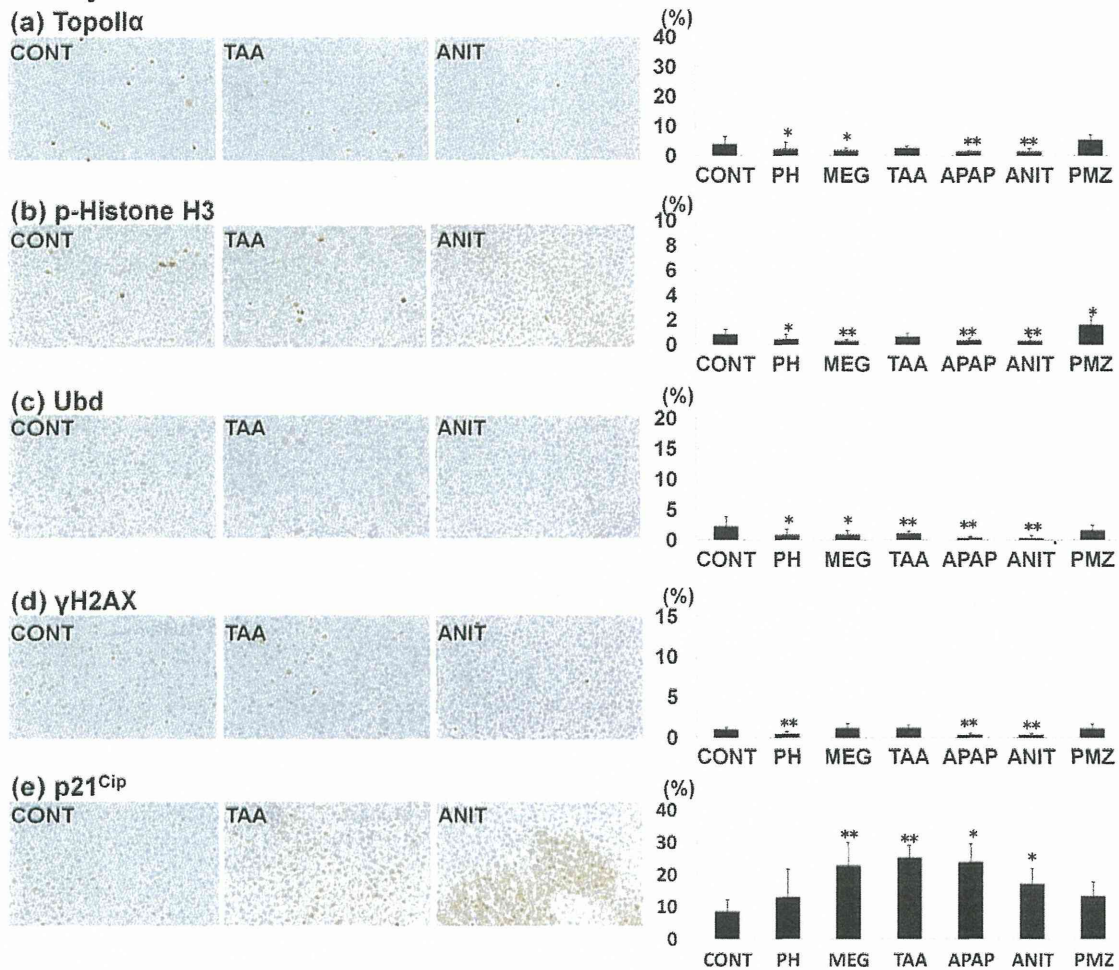 (a) TopoIIα
CONT TAA ANIT
(%)
40
30
20
10
0
* * ** **
CONT PH MEG TAA APAP ANIT PMZ
(b) p-Histone H3
CONT TAA ANIT
(%)
10
8
6
4
2
0
* ** ** ** *
CONT PH MEG TAA APAP ANIT PMZ
(c) Ubd
CONT TAA ANIT
(%)
20
15
10
5
0
* * ** ** **
CONT PH MEG TAA APAP ANIT PMZ
(d) γH2AX
CONT TAA ANIT
(%)
15
10
5
0
** ** **
CONT PH MEG TAA APAP ANIT PMZ
(e) p21Cip
CONT TAA ANIT
(%)
40
30
20
10
0
** ** * *
CONT PH MEG TAA APAP ANIT PMZ